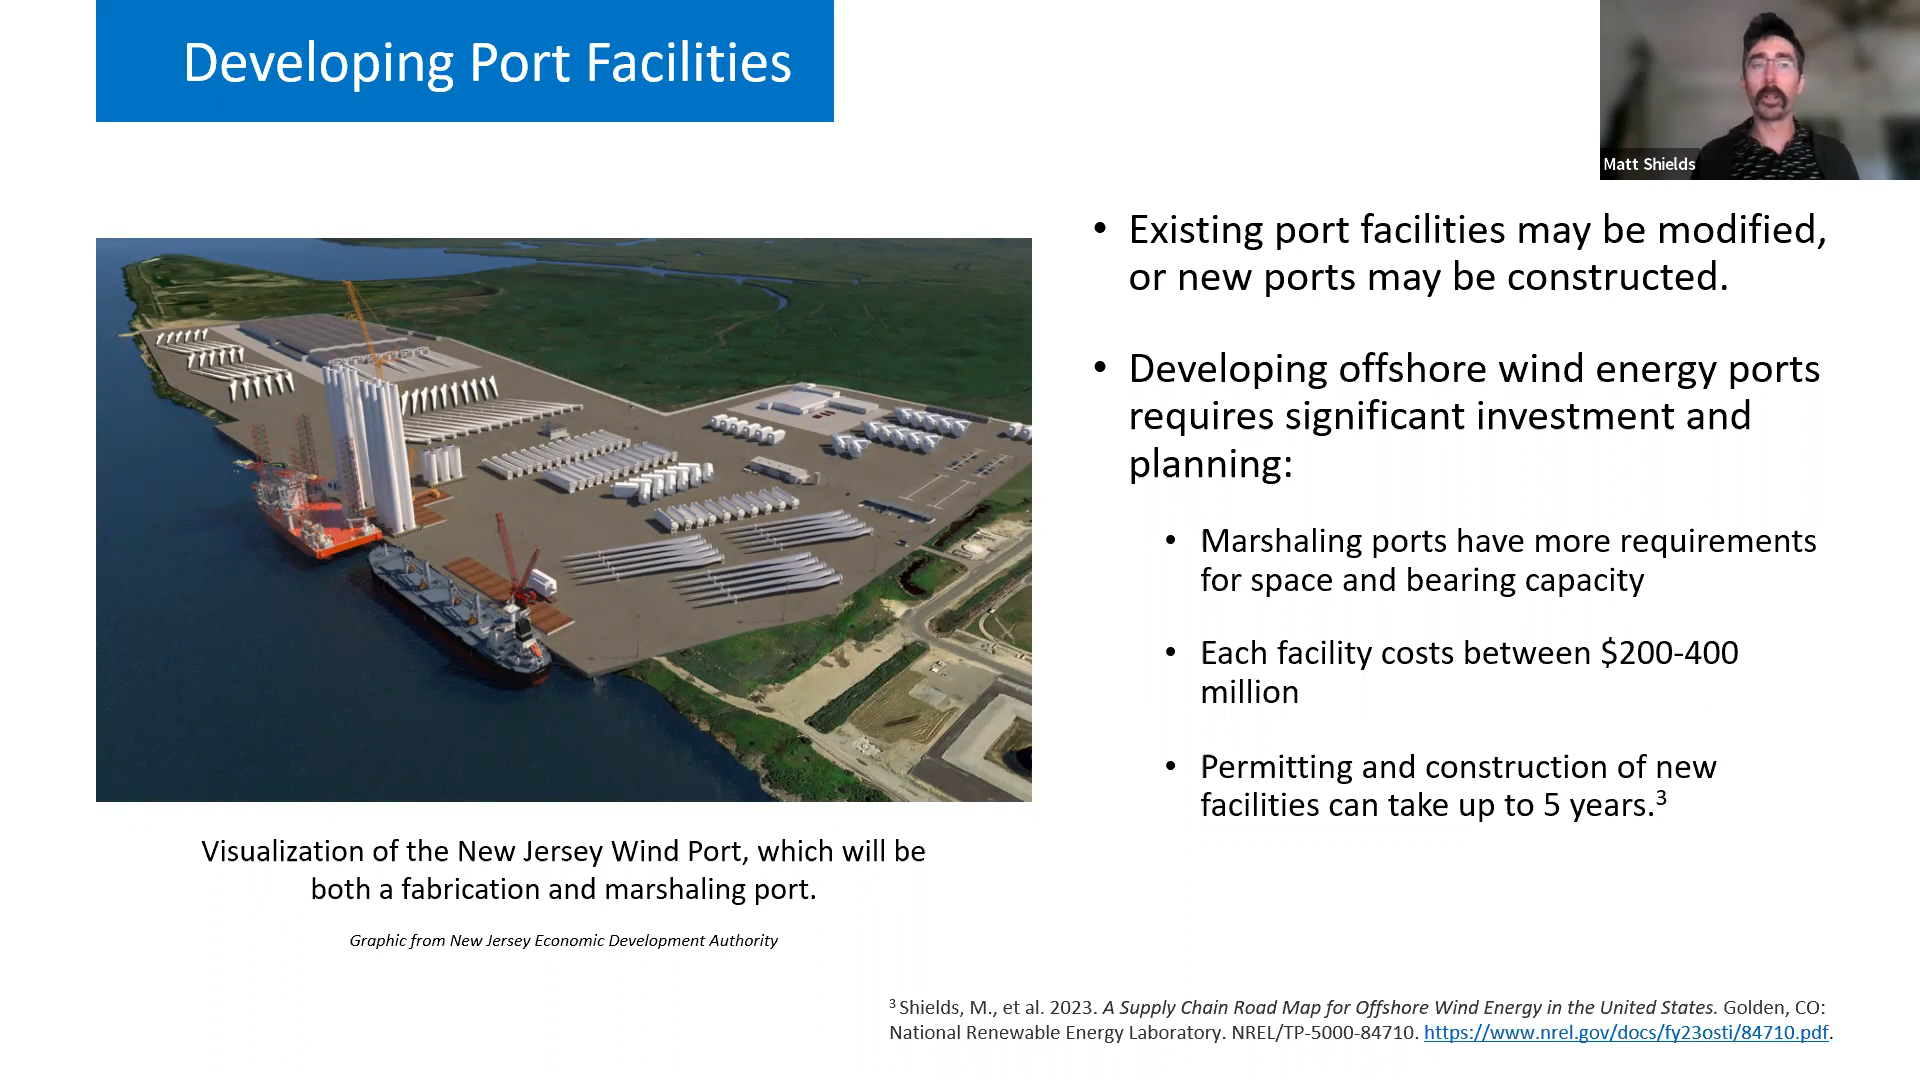 Developing Port Facilities
Matt Shields
• Existing port facilities may be modified,
or new ports may be constructed.
• Developing offshore wind energy ports
requires significant investment and
planning:
• Marshaling ports have more requirements
for space and bearing capacity
• Each facility costs between $200-400
million
• Permitting and construction of new
facilities can take up to 5 years.³
Visualization of the New Jersey Wind Port, which will be
both a fabrication and marshaling port.
Graphic from New Jersey Economic Development Authority
³ Shields, M., et al. 2023. A Supply Chain Road Map for Offshore Wind Energy in the United States. Golden, CO:
National Renewable Energy Laboratory. NREL/TP-5000-84710. https://www.nrel.gov/docs/fy23osti/84710.pdf.